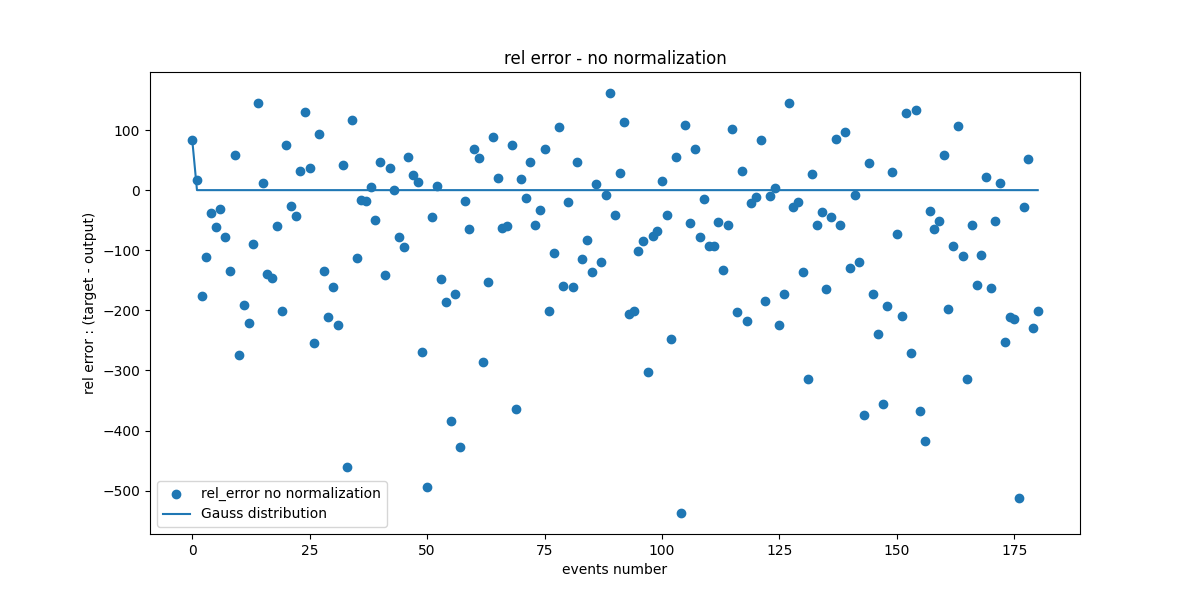 rel error - no normalization
rel error : (target - output)
100
0
−100
−200
−300
−400
−500
rel_error no normalization
Gauss distribution
0 25 50 75 100 125 150 175
events number